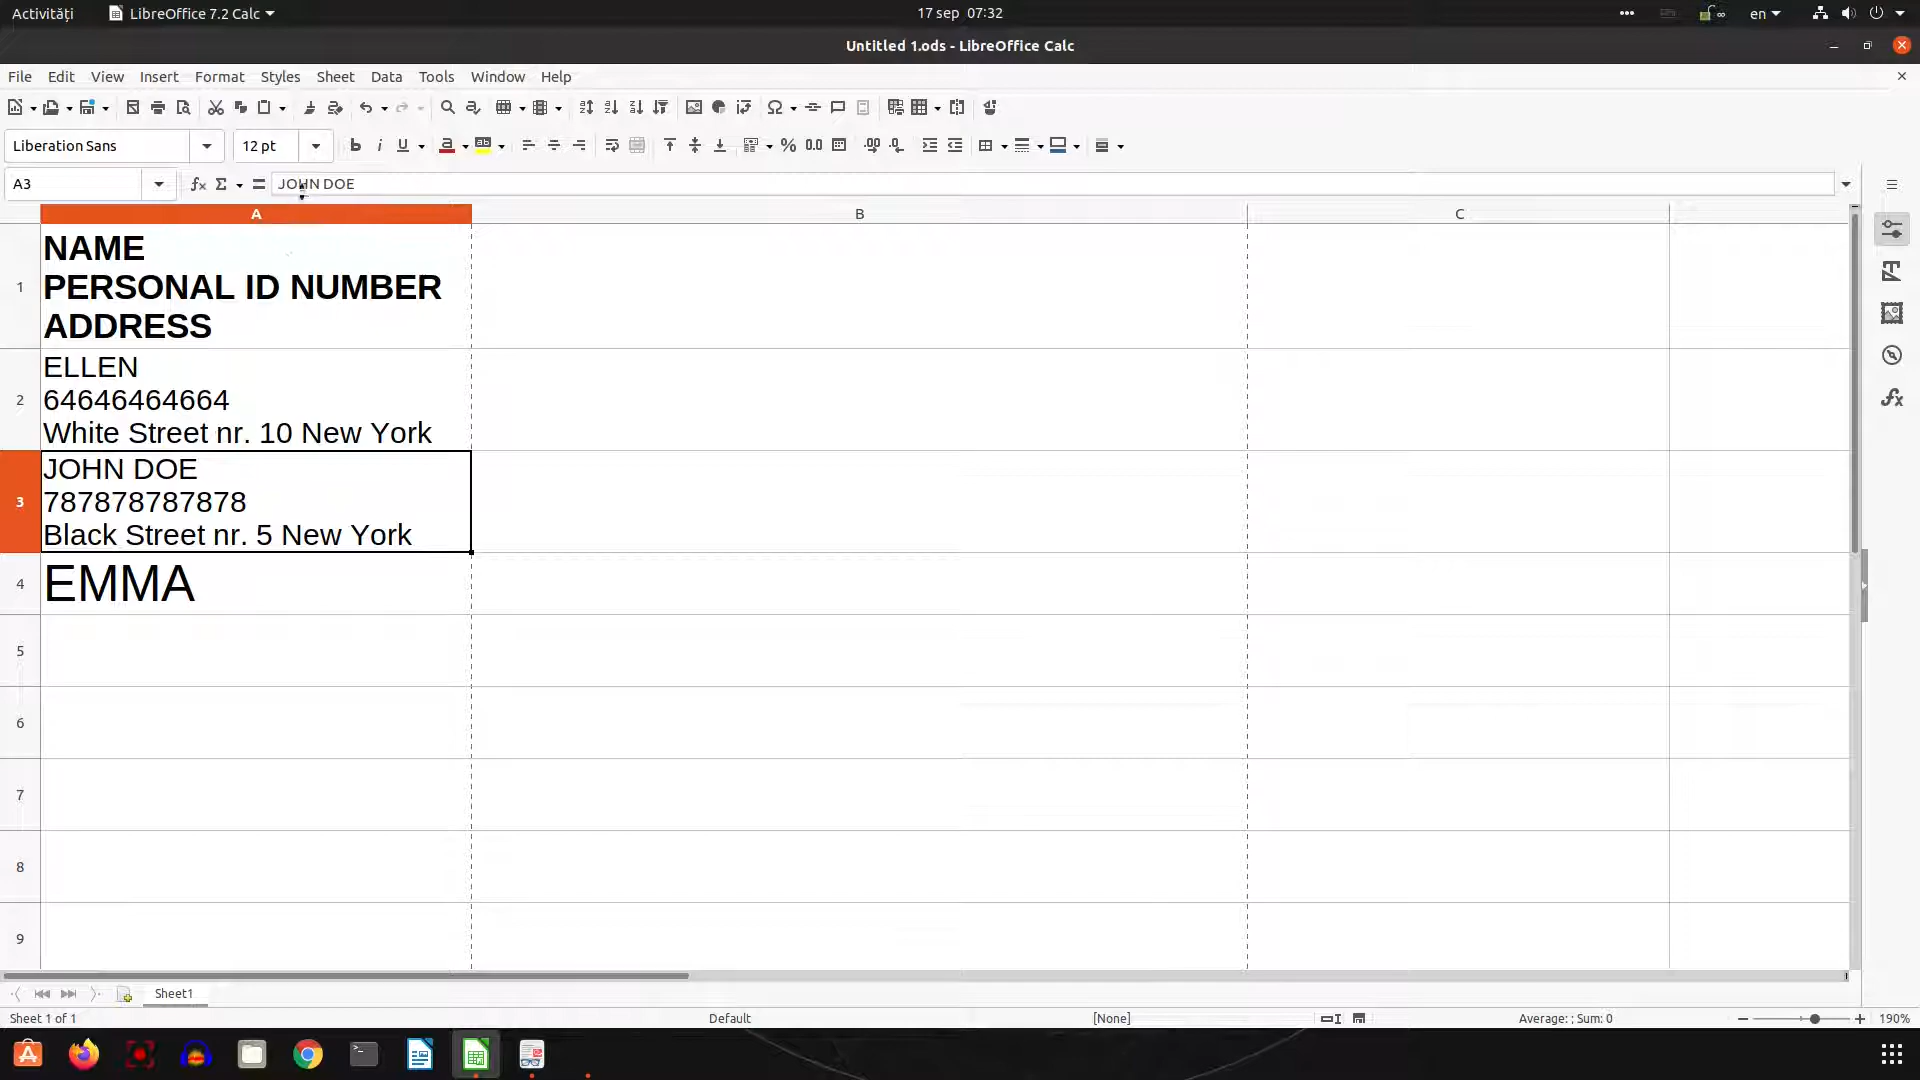 Activități LibreOffice 7.2 Calc 17 sep 07:32 en
Untitled 1.ods - LibreOffice Calc
File Edit View Insert Format Styles Sheet Data Tools Window Help
Liberation Sans 12 pt
A3 JOHN DOE
A B C
1 NAME
PERSONAL ID NUMBER
ADDRESS
2 ELLEN
64646464664
White Street nr. 10 New York
3 JOHN DOE
787878787878
Black Street nr. 5 New York
4 EMMA
5
6
7
8
9
Sheet1
Sheet 1 of 1 Default [None] Average: ; Sum: 0 190%